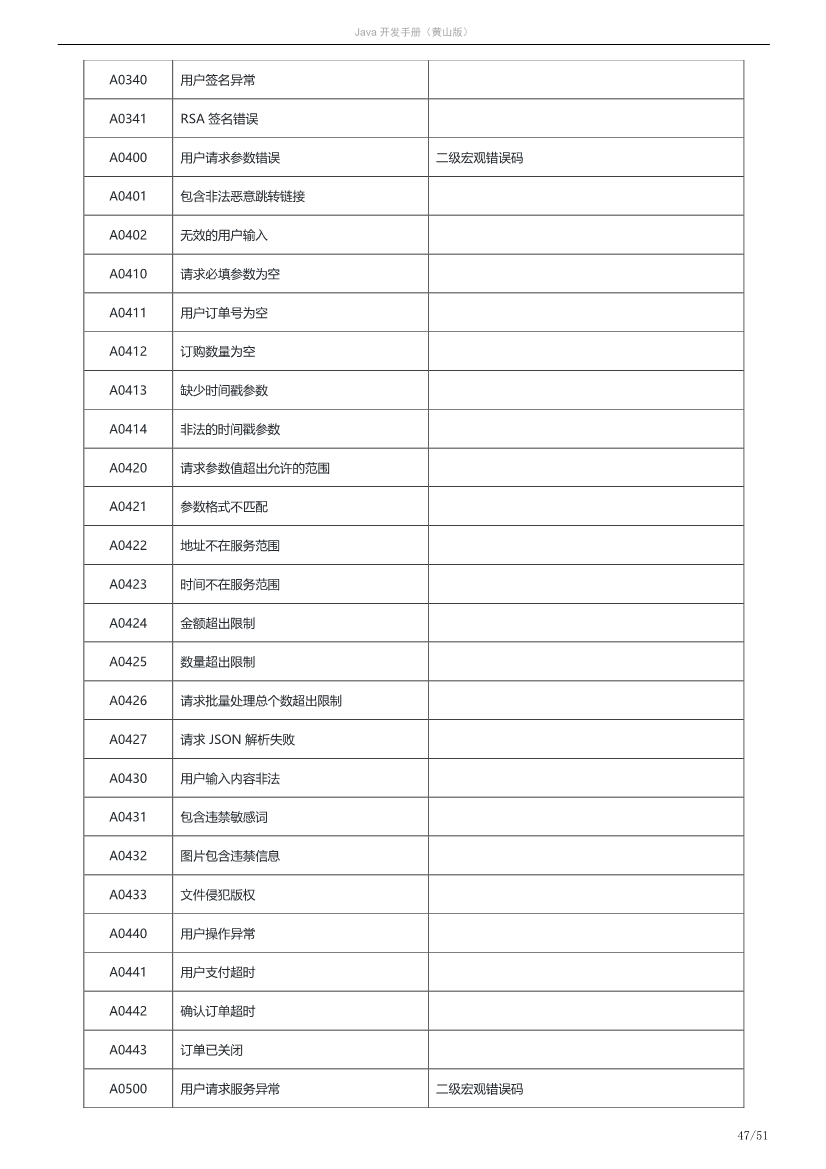 Java 开发手册（黄山版）
A0340 用户签名异常
A0341 RSA 签名错误
A0400 用户请求参数错误 二级宏观错误码
A0401 包含非法恶意跳转链接
A0402 无效的用户输入
A0410 请求必填参数为空
A0411 用户订单号为空
A0412 订购数量为空
A0413 缺少时间戳参数
A0414 非法的时间戳参数
A0420 请求参数值超出允许的范围
A0421 参数格式不匹配
A0422 地址不在服务范围
A0423 时间不在服务范围
A0424 金额超出限制
A0425 数量超出限制
A0426 请求批量处理总个数超出限制
A0427 请求 JSON 解析失败
A0430 用户输入内容非法
A0431 包含违禁敏感词
A0432 图片包含违禁信息
A0433 文件侵犯版权
A0440 用户操作异常
A0441 用户支付超时
A0442 确认订单超时
A0443 订单已关闭
A0500 用户请求服务异常 二级宏观错误码
47/51